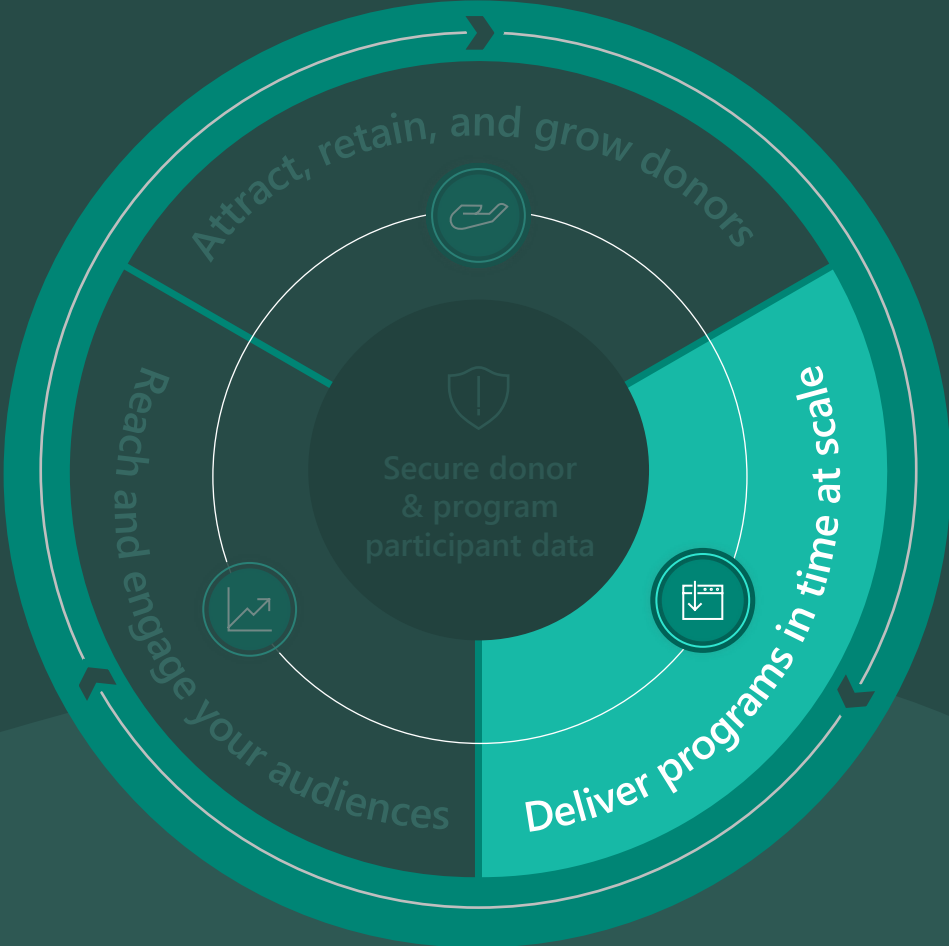 Attract, retain, and grow donors
Deliver programs in time at scale
Reach and engage your audiences
Secure donor
& program
participant data